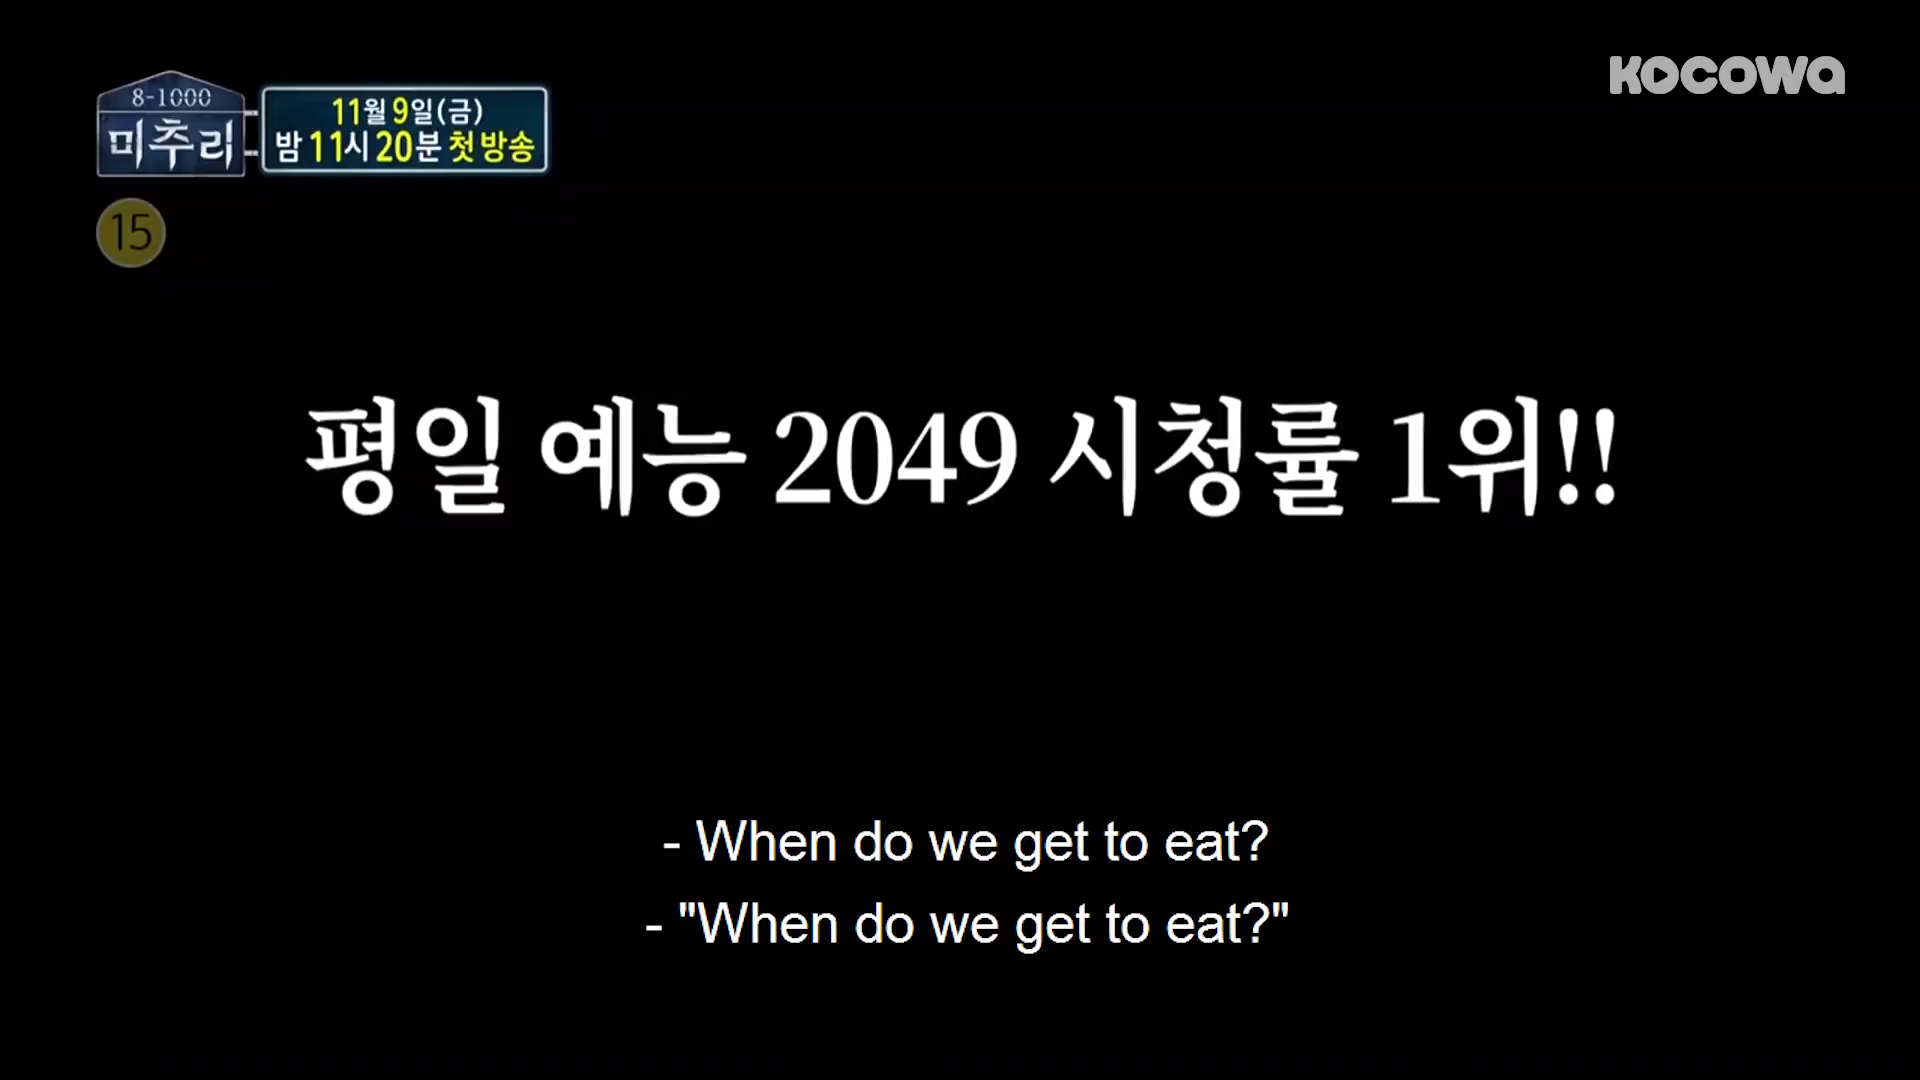 KOCOWA
8-1000
미추리
11월 9일(금)
밤 11시 20분 첫 방송
15
평일 예능 2049 시청률 1위!!
- When do we get to eat?
- "When do we get to eat?"